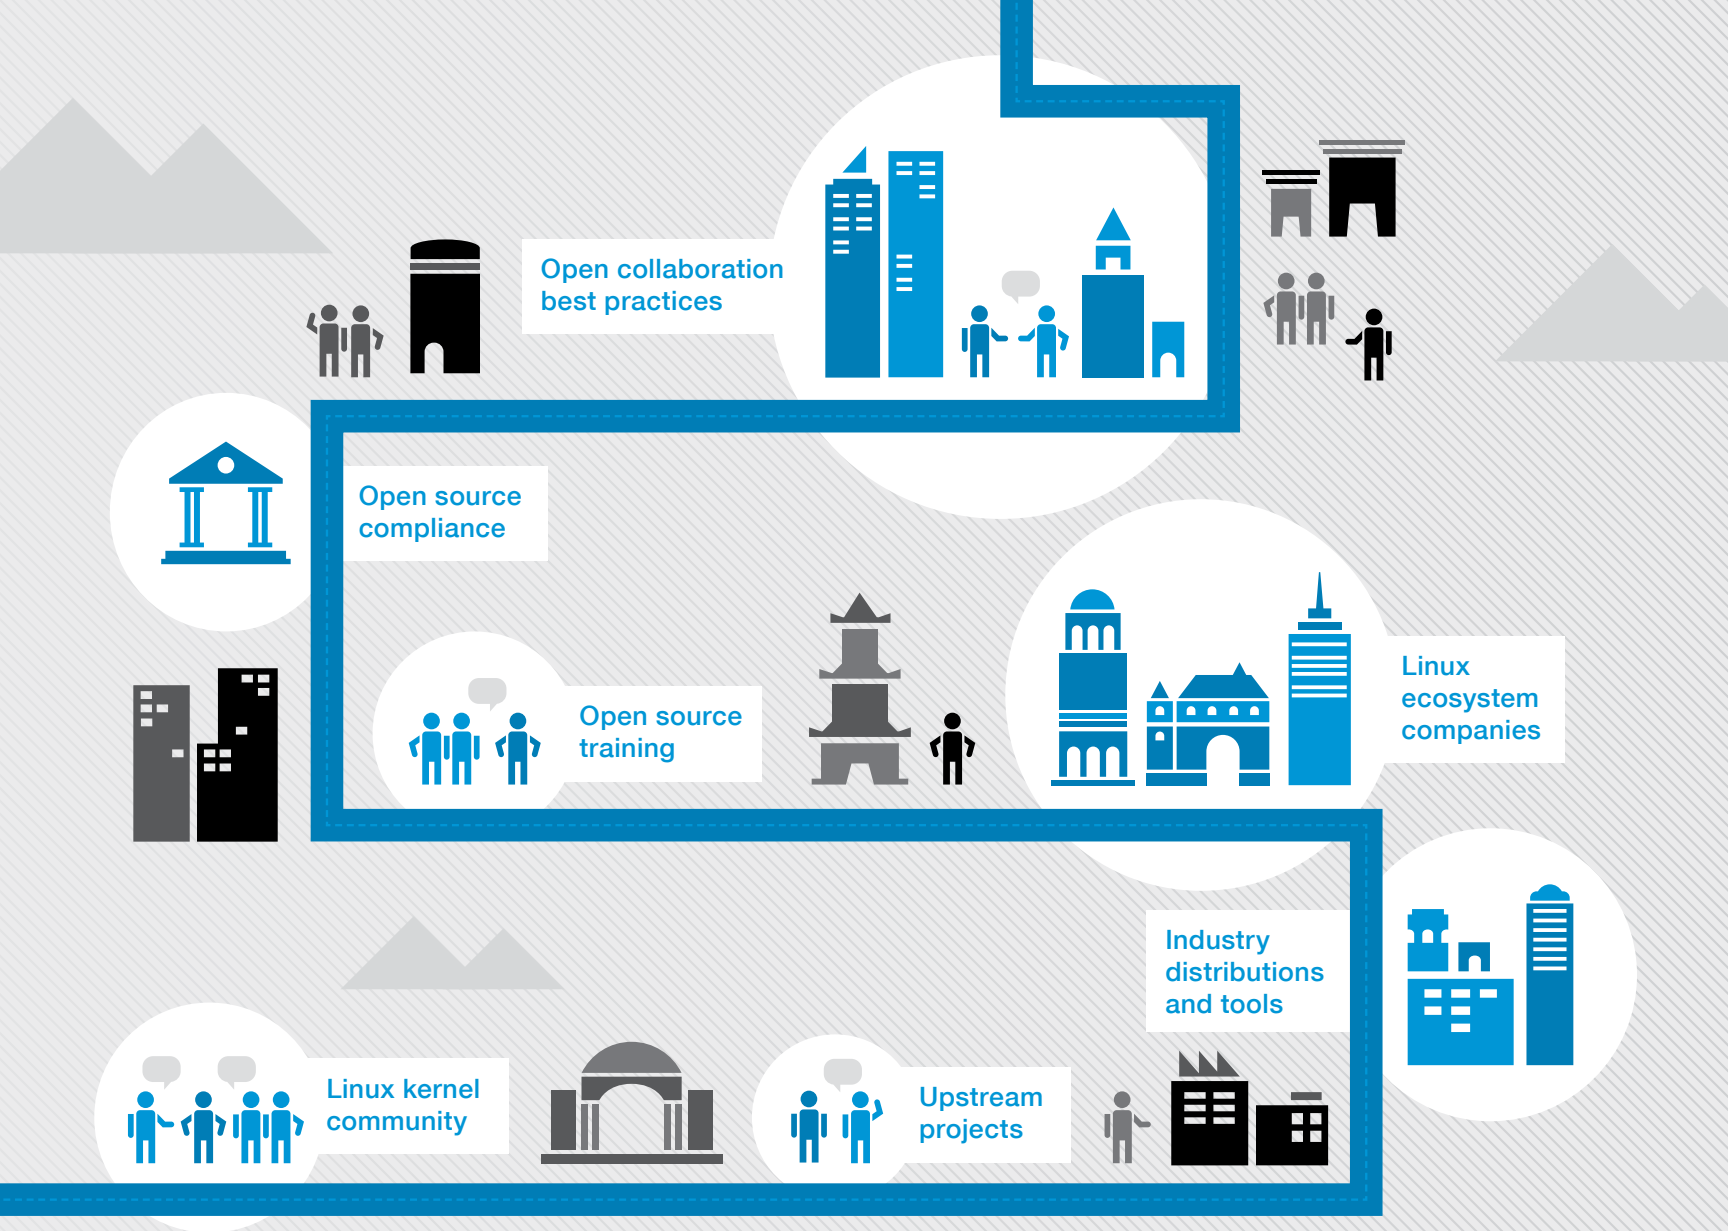 Open collaboration
best practices
Open source
compliance
Open source
training
Linux
ecosystem
companies
Industry
distributions
and tools
Linux kernel
community
Upstream
projects